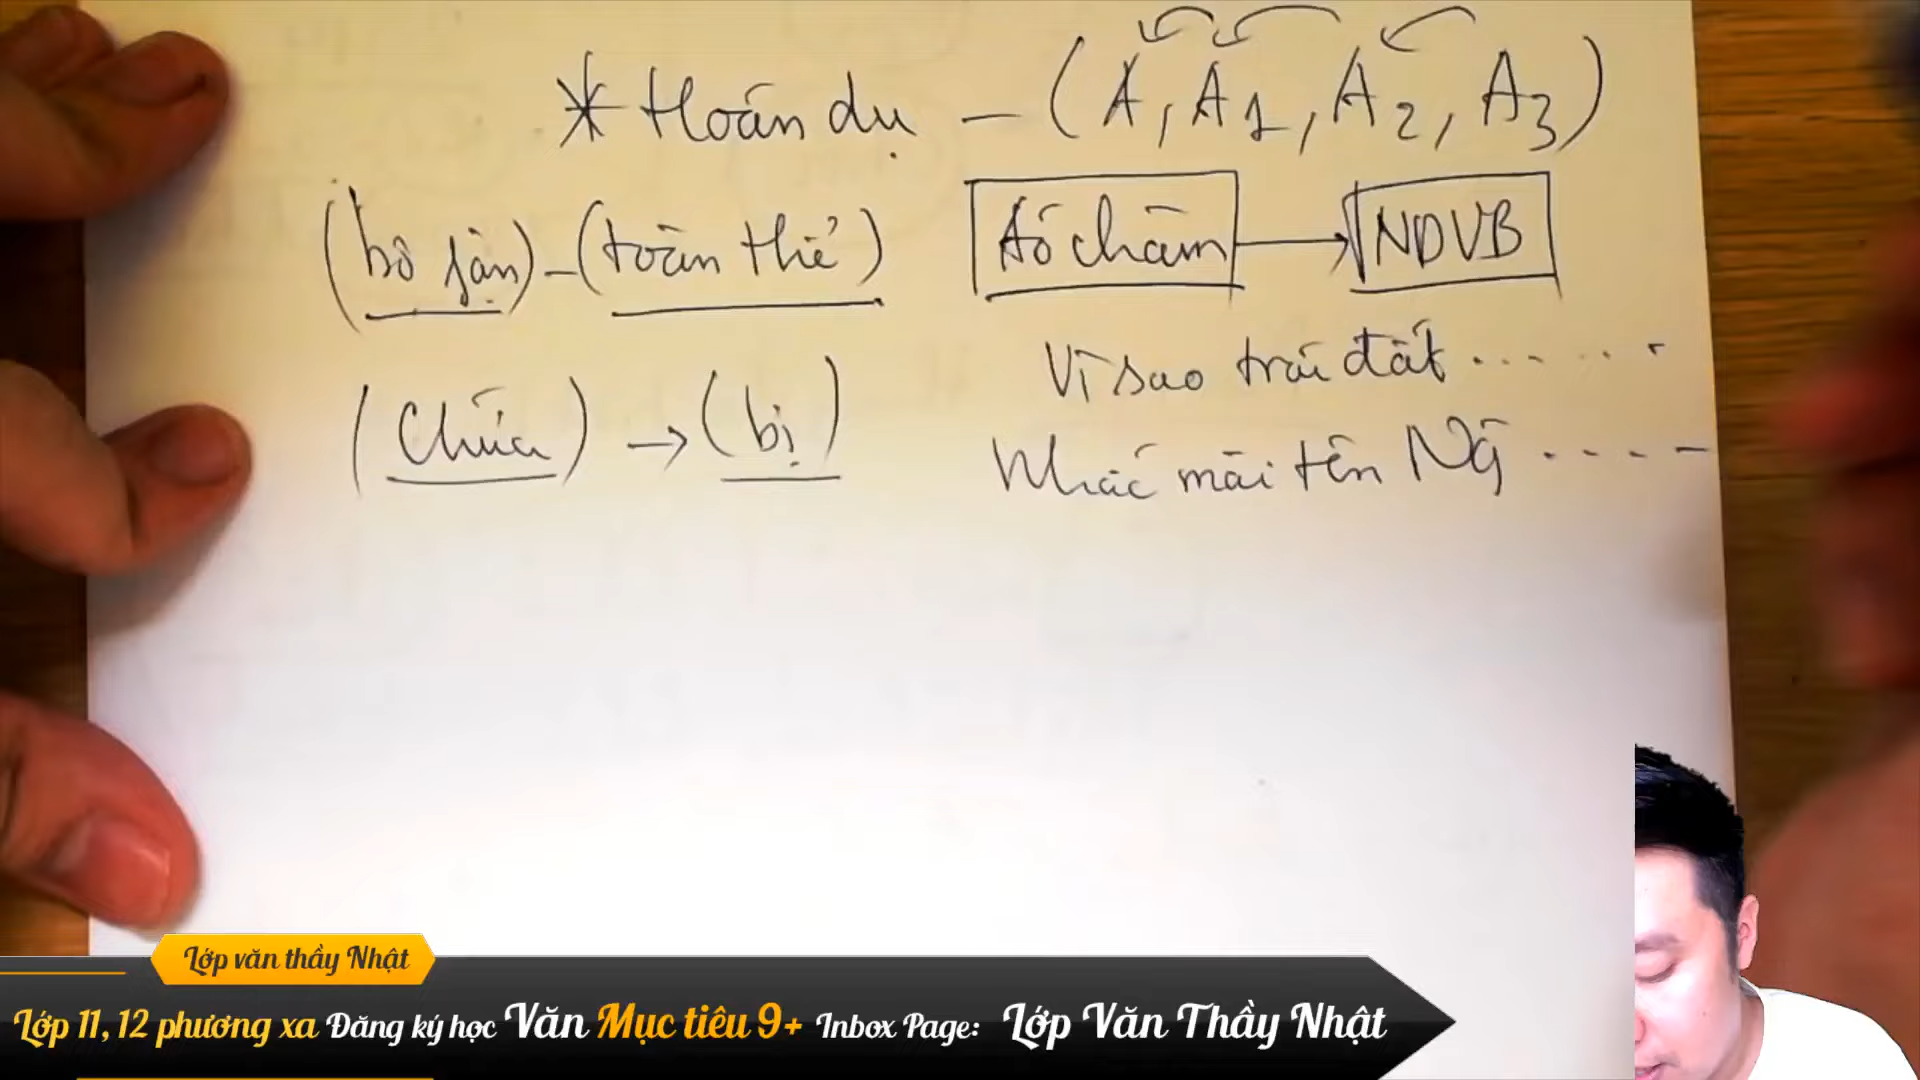 * Hoán dụ - (A, A1, A2, A3)
(bộ phận) - (toàn thể)
Áo chàm → NDVB
(Chứa) → (bị)
Vì sao trái đất ......
Nhắc mãi tên Ng ....
Lớp văn thầy Nhật
Lớp 11, 12 phương xa Đăng ký học Văn Mục tiêu 9+ Inbox Page: Lớp Văn Thầy Nhật